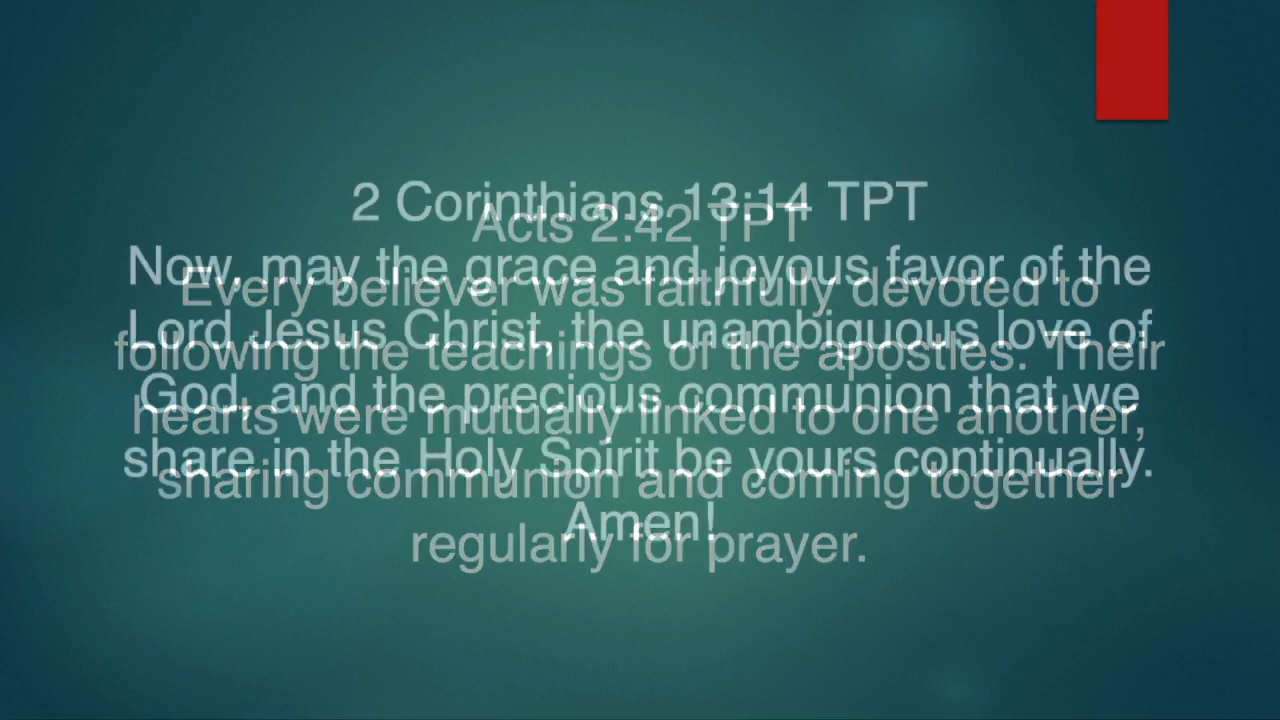 2 Corinthians 13:14 TPT
Now, may the grace and joyous favor of the
Lord Jesus Christ, the unambiguous love of
God, and the precious communion that we
share in the Holy Spirit be yours continually.
Amen!
Acts 2:42 TPT
Every believer was faithfully devoted to
following the teachings of the apostles. Their
hearts were mutually linked to one another,
sharing communion and coming together
regularly for prayer.